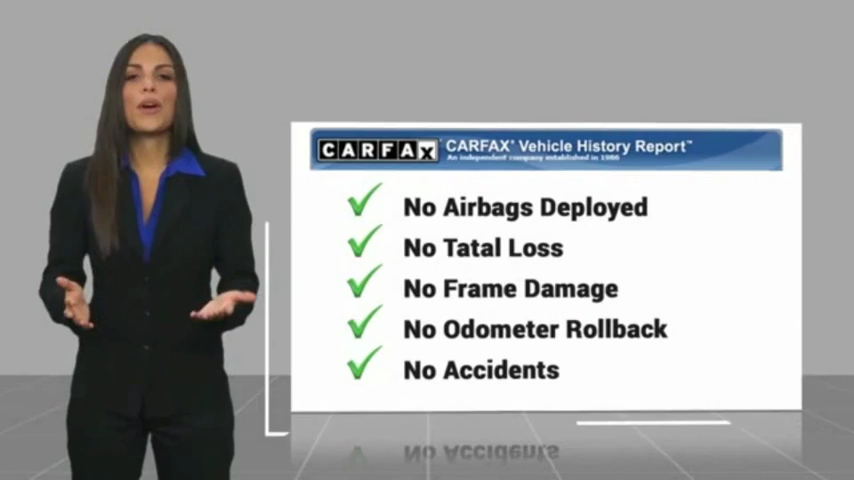 CARFAX CARFAX® Vehicle History Report™
An independent company established in 1986
No Airbags Deployed
No Tatal Loss
No Frame Damage
No Odometer Rollback
No Accidents
No Accidents